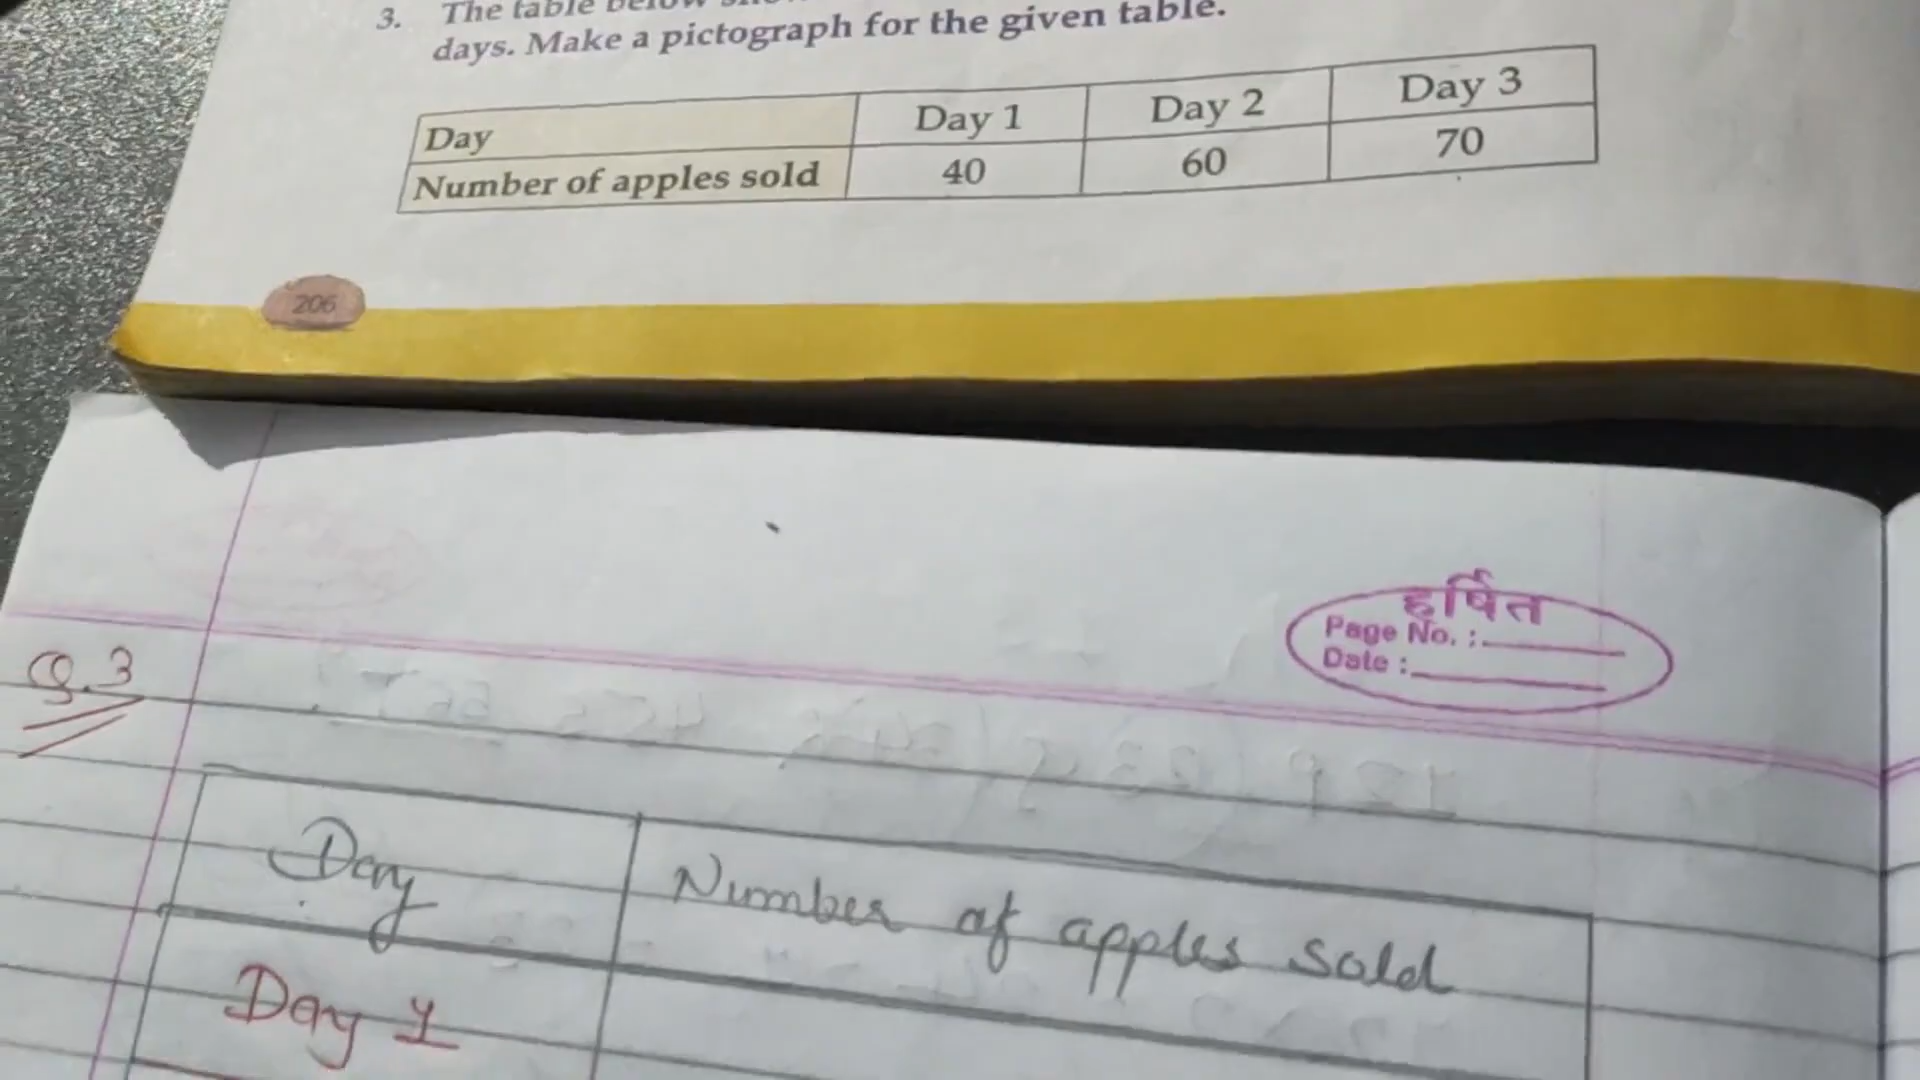 3. The table below
days. Make a pictograph for the given table.
Day Day 1 Day 2 Day 3
Number of apples sold 40 60 70
206
हर्षित
Page No. :
Date :
Q.3
Day Number of apples sold
Day 1